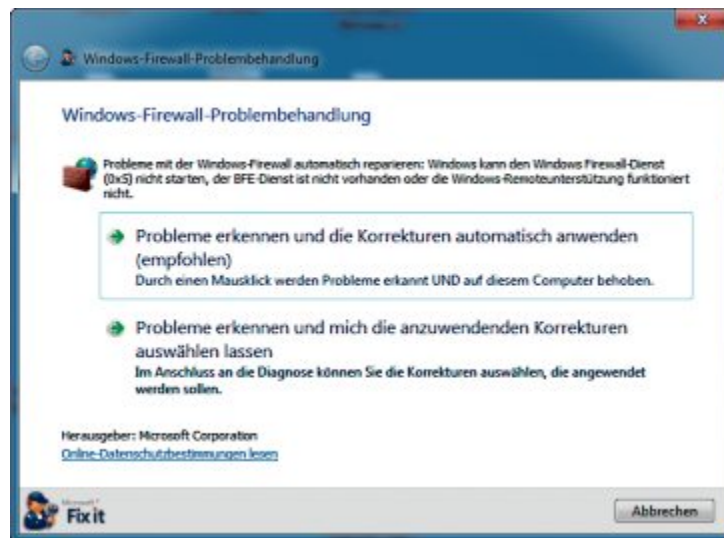 Windows-Firewall-Problembehandlung
Windows-Firewall-Problembehandlung
Probleme mit der Windows-Firewall automatisch reparieren: Windows kann den Windows Firewall-Dienst
(0x5) nicht starten, der BFE-Dienst ist nicht vorhanden oder die Windows-Remoteunterstützung funktioniert
nicht.
Probleme erkennen und die Korrekturen automatisch anwenden
(empfohlen)
Durch einen Mausklick werden Probleme erkannt UND auf diesem Computer behoben.
Probleme erkennen und mich die anzuwendenden Korrekturen
auswählen lassen
Im Anschluss an die Diagnose können Sie die Korrekturen auswählen, die angewendet
werden sollen.
Herausgeber: Microsoft Corporation
Online-Datenschutzbestimmungen lesen
Microsoft
Fix it
Abbrechen